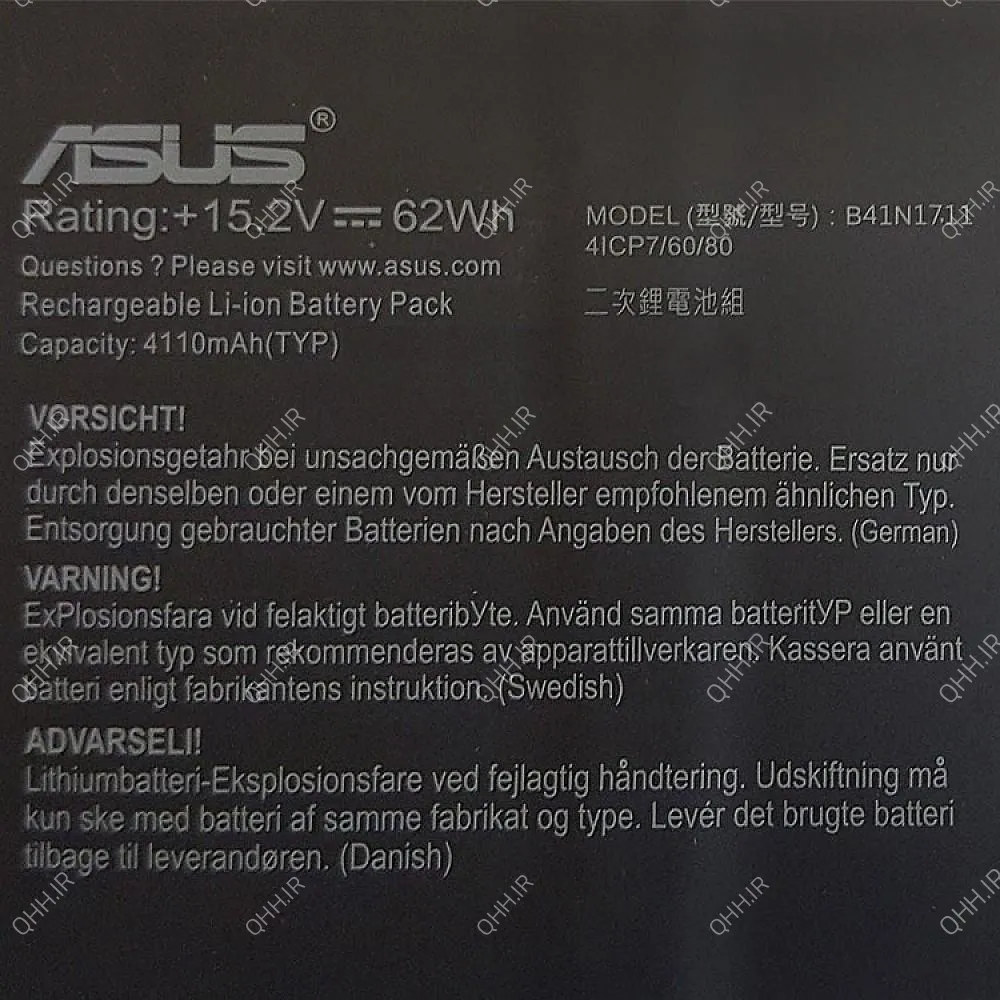 ASUS®
Rating:+15.2V⎓62Wh
Questions ? Please visit www.asus.com
Rechargeable Li-ion Battery Pack
Capacity: 4110mAh(TYP)
MODEL (型號/型号) : B41N1711
4ICP7/60/80
二次鋰電池組
VORSICHT!
Explosionsgetahr bei unsachgemäßen Austausch der Batterie. Ersatz nur
durch denselben oder einem vom Hersteller empfohlenem ähnlichen Typ.
Entsorgung gebrauchter Batterien nach Angaben des Herstellers. (German)
VARNING!
ExPlosionsfara vid felaktigt batteribYte. Använd samma batteritYP eller en
ekvivalent typ som rekommenderas av apparattillverkaren. Kassera använt
batteri enligt fabrikantens instruktion. (Swedish)
ADVARSELI!
Lithiumbatteri-Eksplosionsfare ved fejlagtig håndtering. Udskiftning må
kun ske med batteri af samme fabrikat og type. Levér det brugte batteri
tilbage til leverandøren. (Danish)
QHH.IR